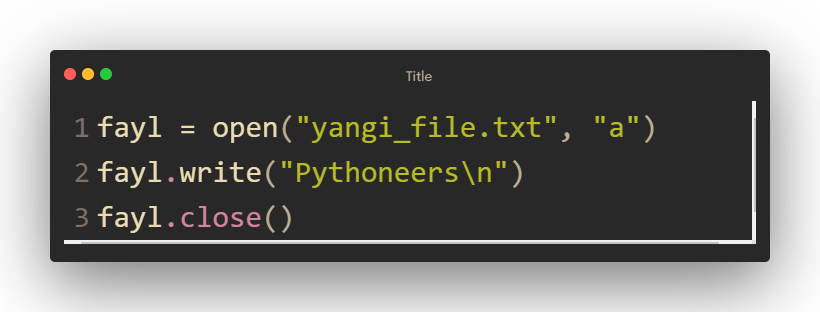 Title
1 fayl = open("yangi_file.txt", "a")
2 fayl.write("Pythoneers\n")
3 fayl.close()